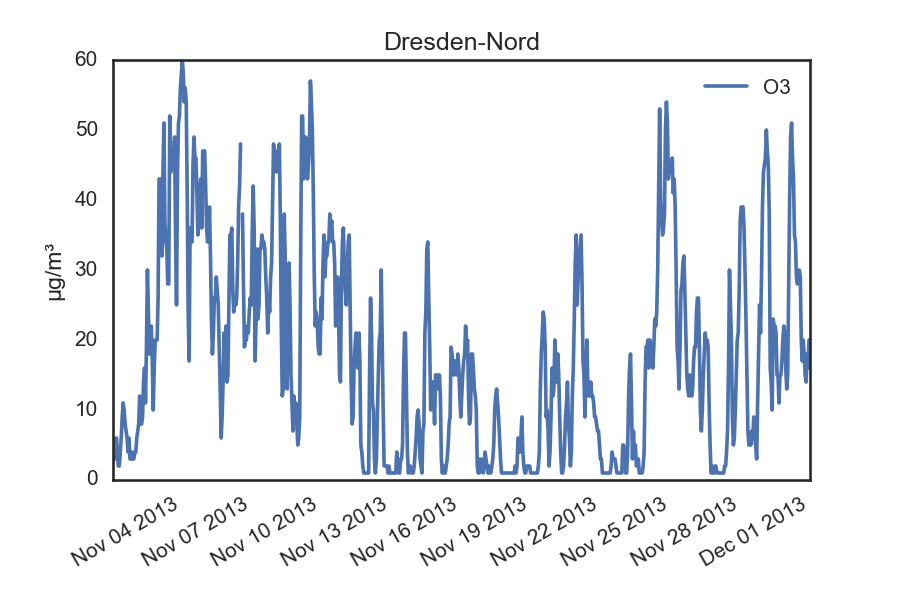 Dresden-Nord
µg/m³
60
50
40
30
20
10
0
O3
Nov 04 2013
Nov 07 2013
Nov 10 2013
Nov 13 2013
Nov 16 2013
Nov 19 2013
Nov 22 2013
Nov 25 2013
Nov 28 2013
Dec 01 2013